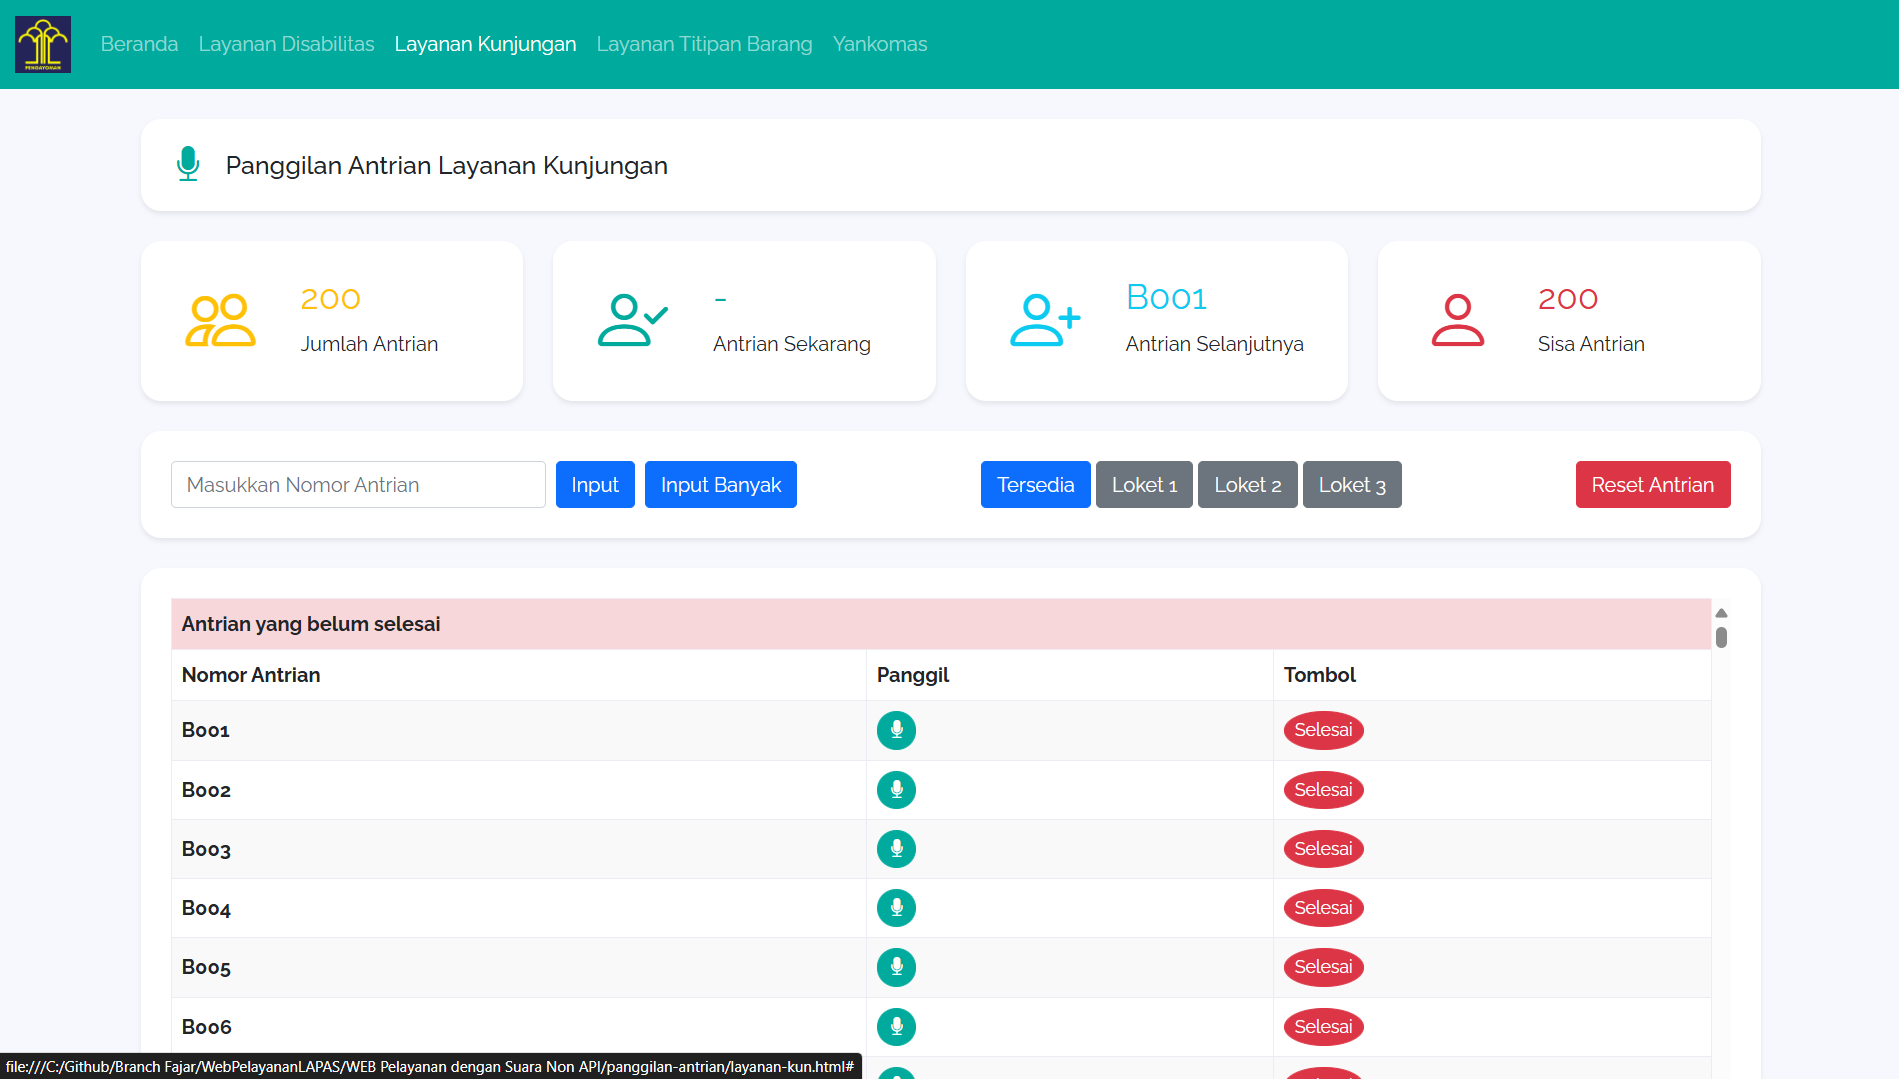 PENGAYOMAN
Beranda Layanan Disabilitas Layanan Kunjungan Layanan Titipan Barang Yankomas
Panggilan Antrian Layanan Kunjungan
200
Jumlah Antrian
-
Antrian Sekarang
B001
Antrian Selanjutnya
200
Sisa Antrian
Masukkan Nomor Antrian Input Input Banyak Tersedia Loket 1 Loket 2 Loket 3 Reset Antrian
Antrian yang belum selesai
Nomor Antrian Panggil Tombol
B001 Selesai
B002 Selesai
B003 Selesai
B004 Selesai
B005 Selesai
B006 Selesai
file:///C:/Github/Branch Fajar/WebPelayananLAPAS/WEB Pelayanan dengan Suara Non API/panggilan-antrian/layanan-kun.html#